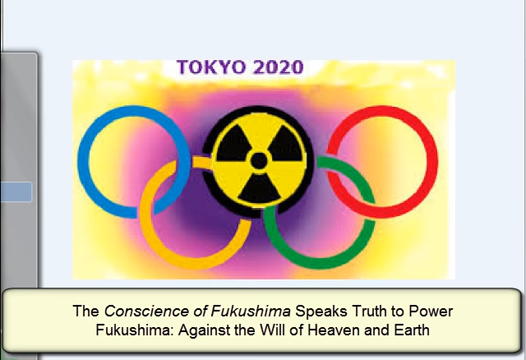 TOKYO 2020
The Conscience of Fukushima Speaks Truth to Power
Fukushima: Against the Will of Heaven and Earth